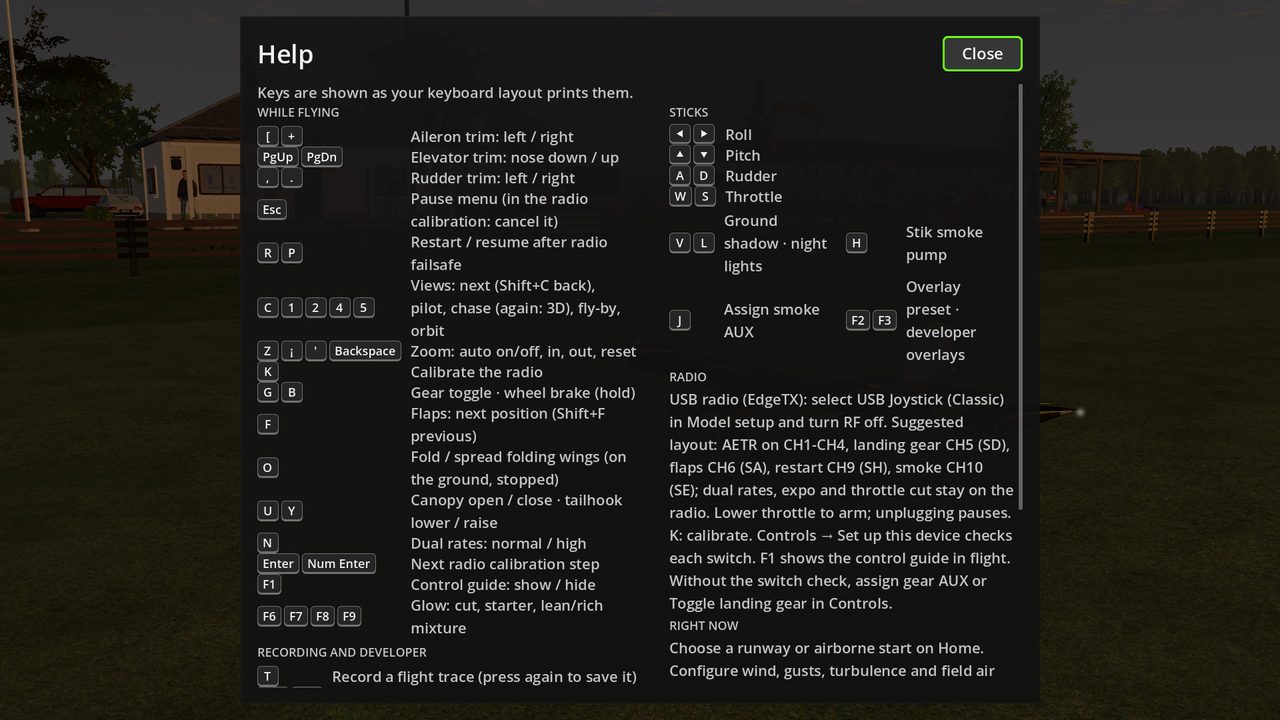 Help
Close
Keys are shown as your keyboard layout prints them.
WHILE FLYING
[ + Aileron trim: left / right
PgUp PgDn Elevator trim: nose down / up
, . Rudder trim: left / right
Esc Pause menu (in the radio
calibration: cancel it)
R P Restart / resume after radio
failsafe
C 1 2 4 5 Views: next (Shift+C back),
pilot, chase (again: 3D), fly-by,
orbit
Z ¡ ' Backspace Zoom: auto on/off, in, out, reset
K Calibrate the radio
G B Gear toggle · wheel brake (hold)
F Flaps: next position (Shift+F
previous)
O Fold / spread folding wings (on
the ground, stopped)
U Y Canopy open / close · tailhook
lower / raise
N Dual rates: normal / high
Enter Num Enter Next radio calibration step
F1 Control guide: show / hide
F6 F7 F8 F9 Glow: cut, starter, lean/rich
mixture
RECORDING AND DEVELOPER
T Record a flight trace (press again to save it)
STICKS
◄ ► Roll
▲ ▼ Pitch
A D Rudder
W S Throttle
V L Ground
shadow · night
lights
H Stik smoke
pump
J Assign smoke
AUX
F2 F3 Overlay
preset ·
developer
overlays
RADIO
USB radio (EdgeTX): select USB Joystick (Classic)
in Model setup and turn RF off. Suggested
layout: AETR on CH1-CH4, landing gear CH5 (SD),
flaps CH6 (SA), restart CH9 (SH), smoke CH10
(SE); dual rates, expo and throttle cut stay on the
radio. Lower throttle to arm; unplugging pauses.
K: calibrate. Controls → Set up this device checks
each switch. F1 shows the control guide in flight.
Without the switch check, assign gear AUX or
Toggle landing gear in Controls.
RIGHT NOW
Choose a runway or airborne start on Home.
Configure wind, gusts, turbulence and field air